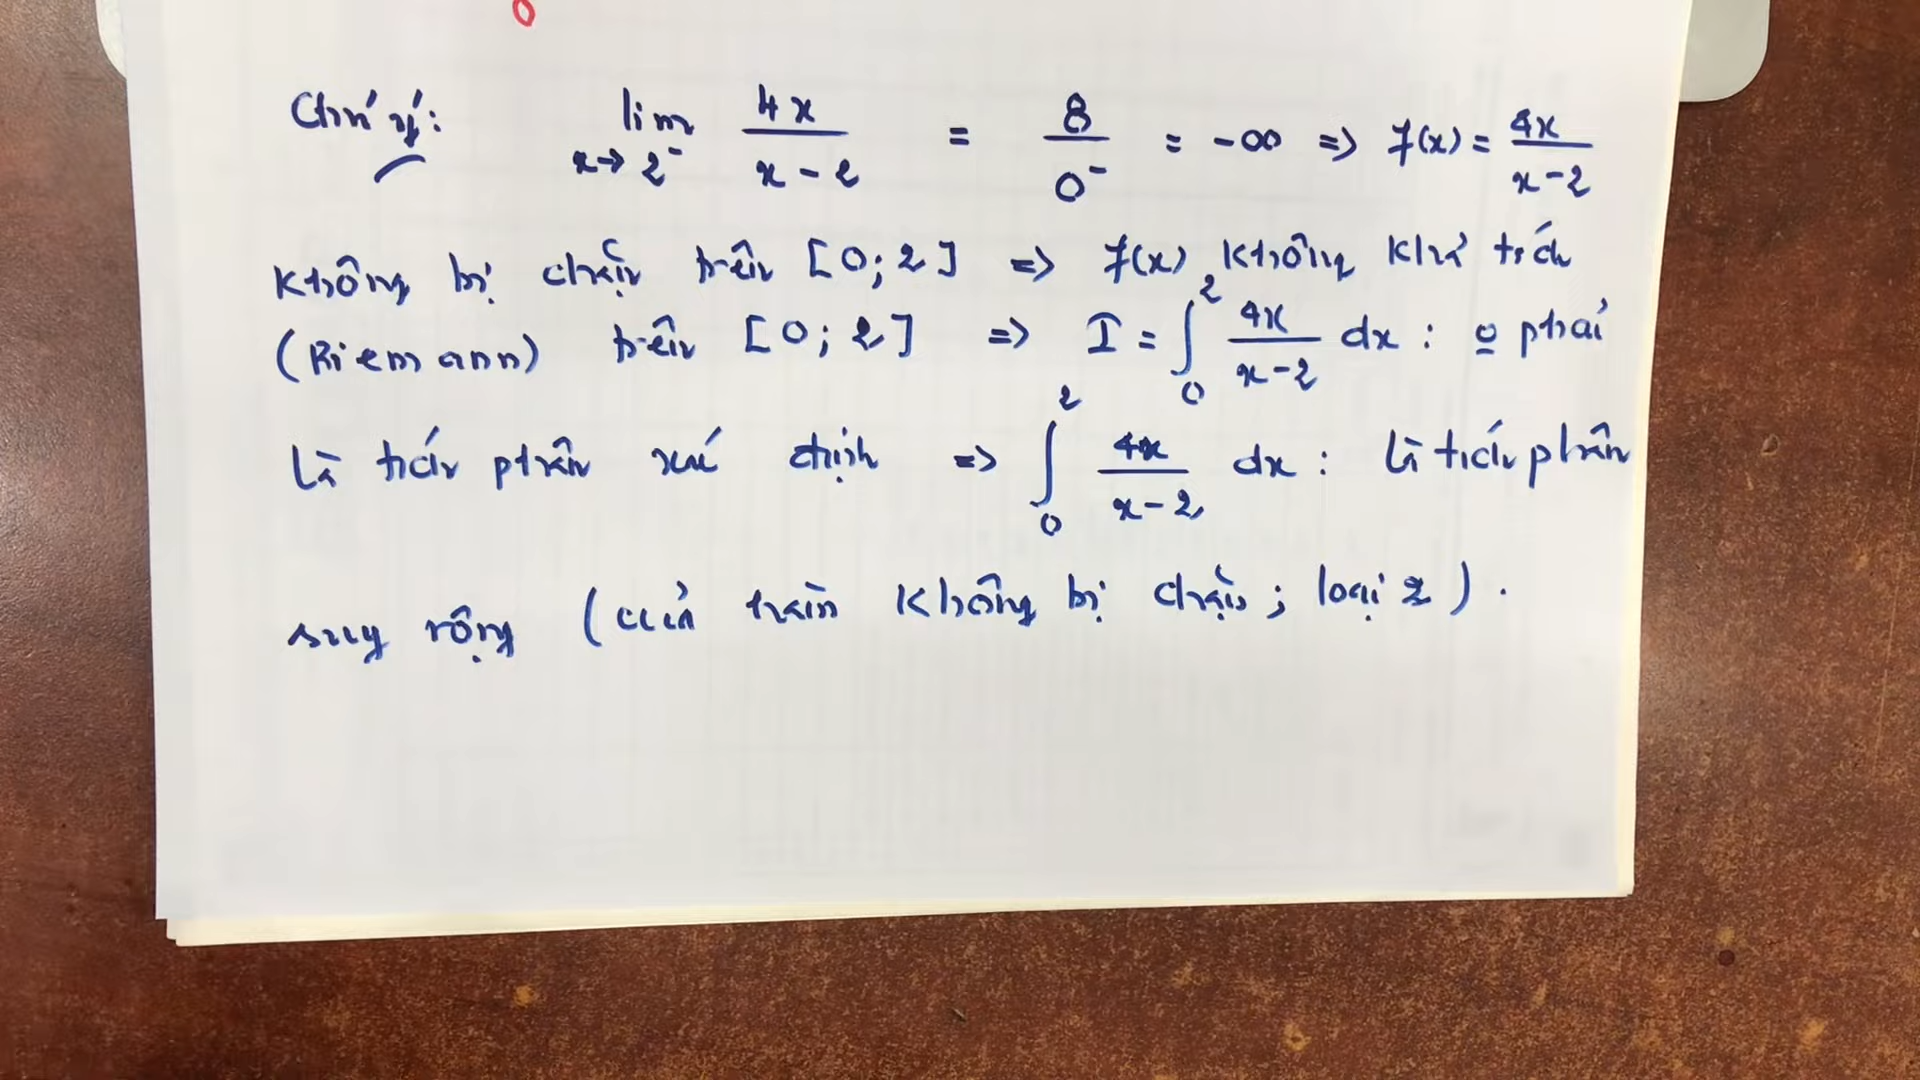 Chú ý: lim x→2⁻ 4x/(x-2) = 8/0⁻ = -∞ => f(x) = 4x/(x-2)
Không bị chặn trên [0;2] => f(x) không khả tích
(Riemann) trên [0;2] => I = ∫₀² 4x/(x-2) dx : o phải
là tích phân xác định => ∫₀² 4x/(x-2) dx : là tích phân
suy rộng (của hàm không bị chặn; loại 2).